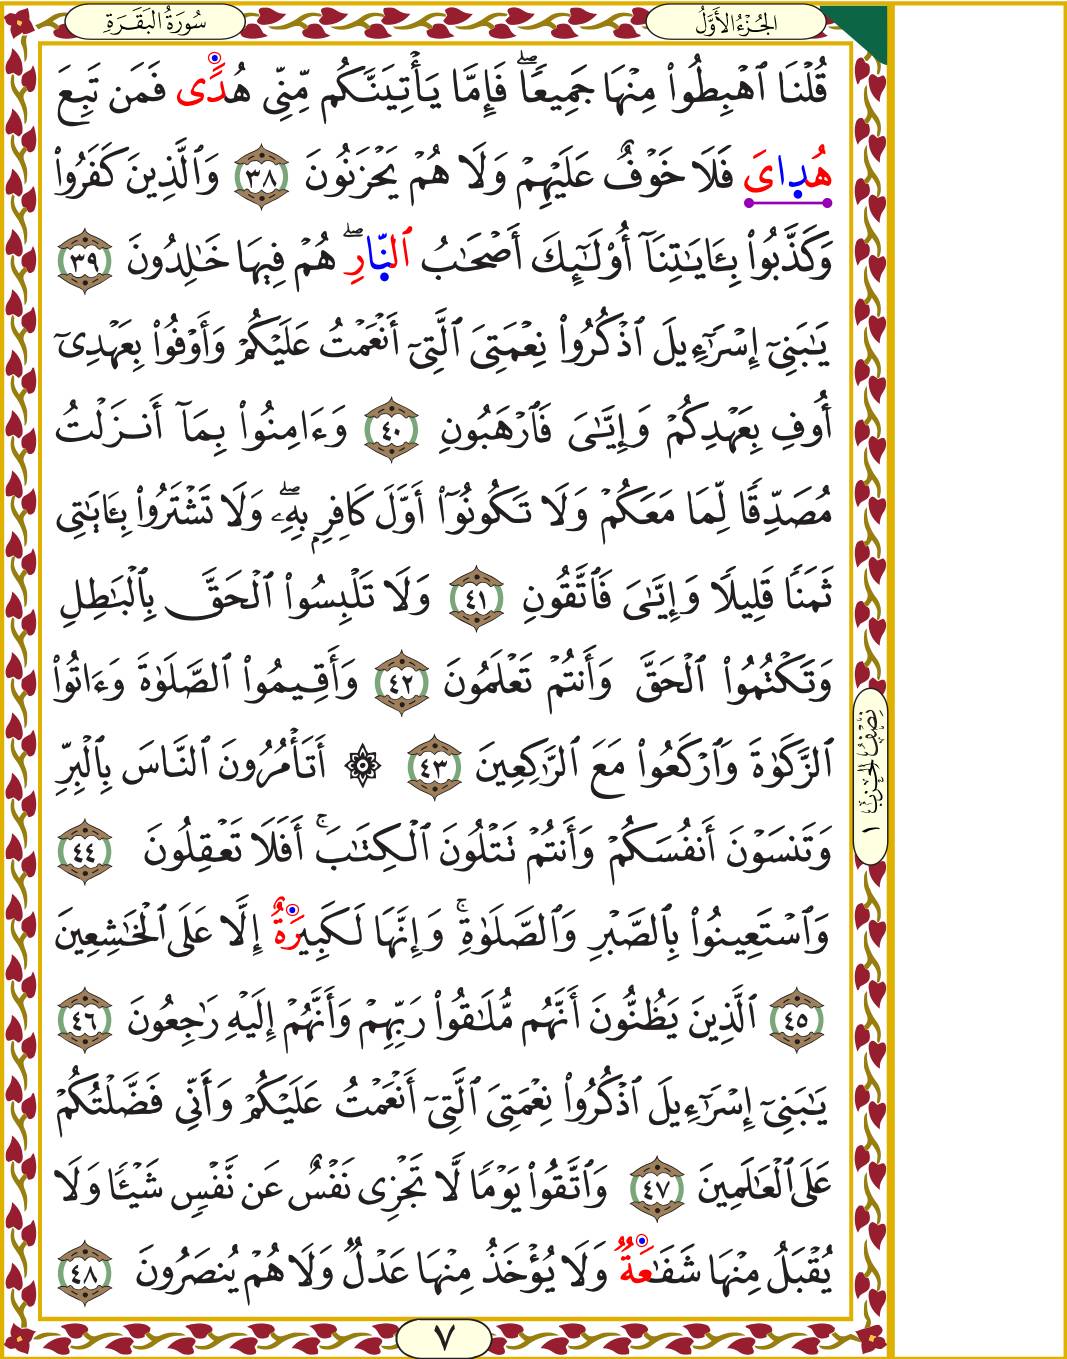 الجُزْءُ الأَوَّلُ
سُورَةُ البَقَرَةِ
قُلْنَا ٱهْبِطُوا۟ مِنْهَا جَمِيعًۭا ۖ فَإِمَّا يَأْتِيَنَّكُم مِّنِّى هُدًۭى فَمَن تَبِعَ
هُدَاىَ فَلَا خَوْفٌ عَلَيْهِمْ وَلَا هُمْ يَحْزَنُونَ ٣٨ وَٱلَّذِينَ كَفَرُوا۟
وَكَذَّبُوا۟ بِـَٔايَـٰتِنَآ أُو۟لَـٰٓئِكَ أَصْحَـٰبُ ٱلنَّارِ ۖ هُمْ فِيهَا خَـٰلِدُونَ ٣٩
يَـٰبَنِىٓ إِسْرَٰٓءِيلَ ٱذْكُرُوا۟ نِعْمَتِىَ ٱلَّتِىٓ أَنْعَمْتُ عَلَيْكُمْ وَأَوْفُوا۟ بِعَهْدِىٓ
أُوفِ بِعَهْدِكُمْ وَإِيَّـٰىَ فَٱرْهَبُونِ ٤٠ وَءَامِنُوا۟ بِمَآ أَنزَلْتُ
مُصَدِّقًۭا لِّمَا مَعَكُمْ وَلَا تَكُونُوٓا۟ أَوَّلَ كَافِرٍۭ بِهِۦ ۖ وَلَا تَشْتَرُوا۟ بِـَٔايَـٰتِى
ثَمَنًۭا قَلِيلًۭا وَإِيَّـٰىَ فَٱتَّقُونِ ٤١ وَلَا تَلْبِسُوا۟ ٱلْحَقَّ بِٱلْبَـٰطِلِ
وَتَكْتُمُوا۟ ٱلْحَقَّ وَأَنتُمْ تَعْلَمُونَ ٤٢ وَأَقِيمُوا۟ ٱلصَّلَوٰةَ وَءَاتُوا۟
ٱلزَّكَوٰةَ وَٱرْكَعُوا۟ مَعَ ٱلرَّٰكِعِينَ ٤٣ ۞ أَتَأْمُرُونَ ٱلنَّاسَ بِٱلْبِرِّ
وَتَنسَوْنَ أَنفُسَكُمْ وَأَنتُمْ تَتْلُونَ ٱلْكِتَـٰبَ ۚ أَفَلَا تَعْقِلُونَ ٤٤
وَٱسْتَعِينُوا۟ بِٱلصَّبْرِ وَٱلصَّلَوٰةِ ۚ وَإِنَّهَا لَكَبِيرَةٌ إِلَّا عَلَى ٱلْخَـٰشِعِينَ
٤٥ ٱلَّذِينَ يَظُنُّونَ أَنَّهُم مُّلَـٰقُوا۟ رَبِّهِمْ وَأَنَّهُمْ إِلَيْهِ رَٰجِعُونَ ٤٦
يَـٰبَنِىٓ إِسْرَٰٓءِيلَ ٱذْكُرُوا۟ نِعْمَتِىَ ٱلَّتِىٓ أَنْعَمْتُ عَلَيْكُمْ وَأَنِّى فَضَّلْتُكُمْ
عَلَى ٱلْعَـٰلَمِينَ ٤٧ وَٱتَّقُوا۟ يَوْمًۭا لَّا تَجْزِى نَفْسٌ عَن نَّفْسٍۢ شَيْـًۭٔا وَلَا
يُقْبَلُ مِنْهَا شَفَـٰعَةٌۭ وَلَا يُؤْخَذُ مِنْهَا عَدْلٌۭ وَلَا هُمْ يُنصَرُونَ ٤٨
نِصْفُ الحِزْبِ ١
٧